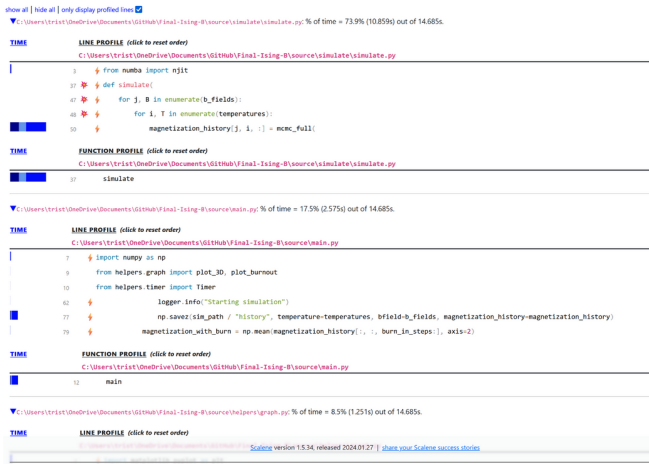 show all | hide all | only display profiled lines
▼C:\Users\trist\OneDrive\Documents\GitHub\Final-Ising-B\source\simulate\simulate.py: % of time = 73.9% (10.859s) out of 14.685s.
TIME LINE PROFILE (click to reset order)
C:\Users\trist\OneDrive\Documents\GitHub\Final-Ising-B\source\simulate\simulate.py
3 from numba import njit
37 def simulate(
47 for j, B in enumerate(b_fields):
48 for i, T in enumerate(temperatures):
50 magnetization_history[j, i, :] = mcmc_full(
TIME FUNCTION PROFILE (click to reset order)
C:\Users\trist\OneDrive\Documents\GitHub\Final-Ising-B\source\simulate\simulate.py
37 simulate
▼C:\Users\trist\OneDrive\Documents\GitHub\Final-Ising-B\source\main.py: % of time = 17.5% (2.575s) out of 14.685s.
TIME LINE PROFILE (click to reset order)
C:\Users\trist\OneDrive\Documents\GitHub\Final-Ising-B\source\main.py
7 import numpy as np
9 from helpers.graph import plot_3D, plot_burnout
10 from helpers.timer import Timer
62 logger.info("Starting simulation")
77 np.savez(sim_path / "history", temperature=temperatures, bfield=b_fields, magnetization_history=magnetization_history)
79 magnetization_with_burn = np.mean(magnetization_history[:, :, burn_in_steps:], axis=2)
TIME FUNCTION PROFILE (click to reset order)
C:\Users\trist\OneDrive\Documents\GitHub\Final-Ising-B\source\main.py
12 main
▼C:\Users\trist\OneDrive\Documents\GitHub\Final-Ising-B\source\helpers\graph.py: % of time = 8.5% (1.251s) out of 14.685s.
TIME LINE PROFILE (click to reset order)
Scalene version 1.5.34, released 2024.01.27 | share your Scalene success stories